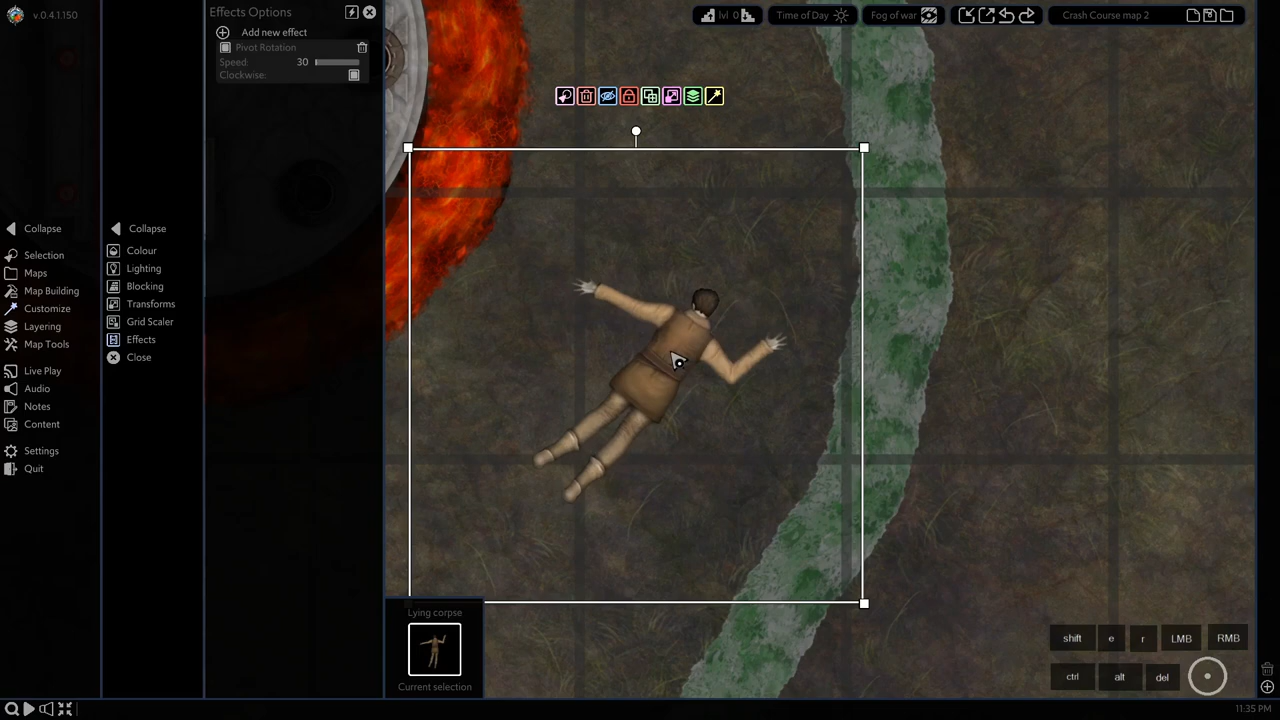 v.0.4.1.150
Effects Options
Add new effect
Pivot Rotation
Speed: 30
Clockwise:
lvl 0
Time of Day
Fog of war
Crash Course map 2
Collapse
Selection
Maps
Map Building
Customize
Layering
Map Tools
Live Play
Audio
Notes
Content
Settings
Quit
Collapse
Colour
Lighting
Blocking
Transforms
Grid Scaler
Effects
Close
Lying corpse
Current selection
shift e r LMB RMB
ctrl alt del
11:35 PM